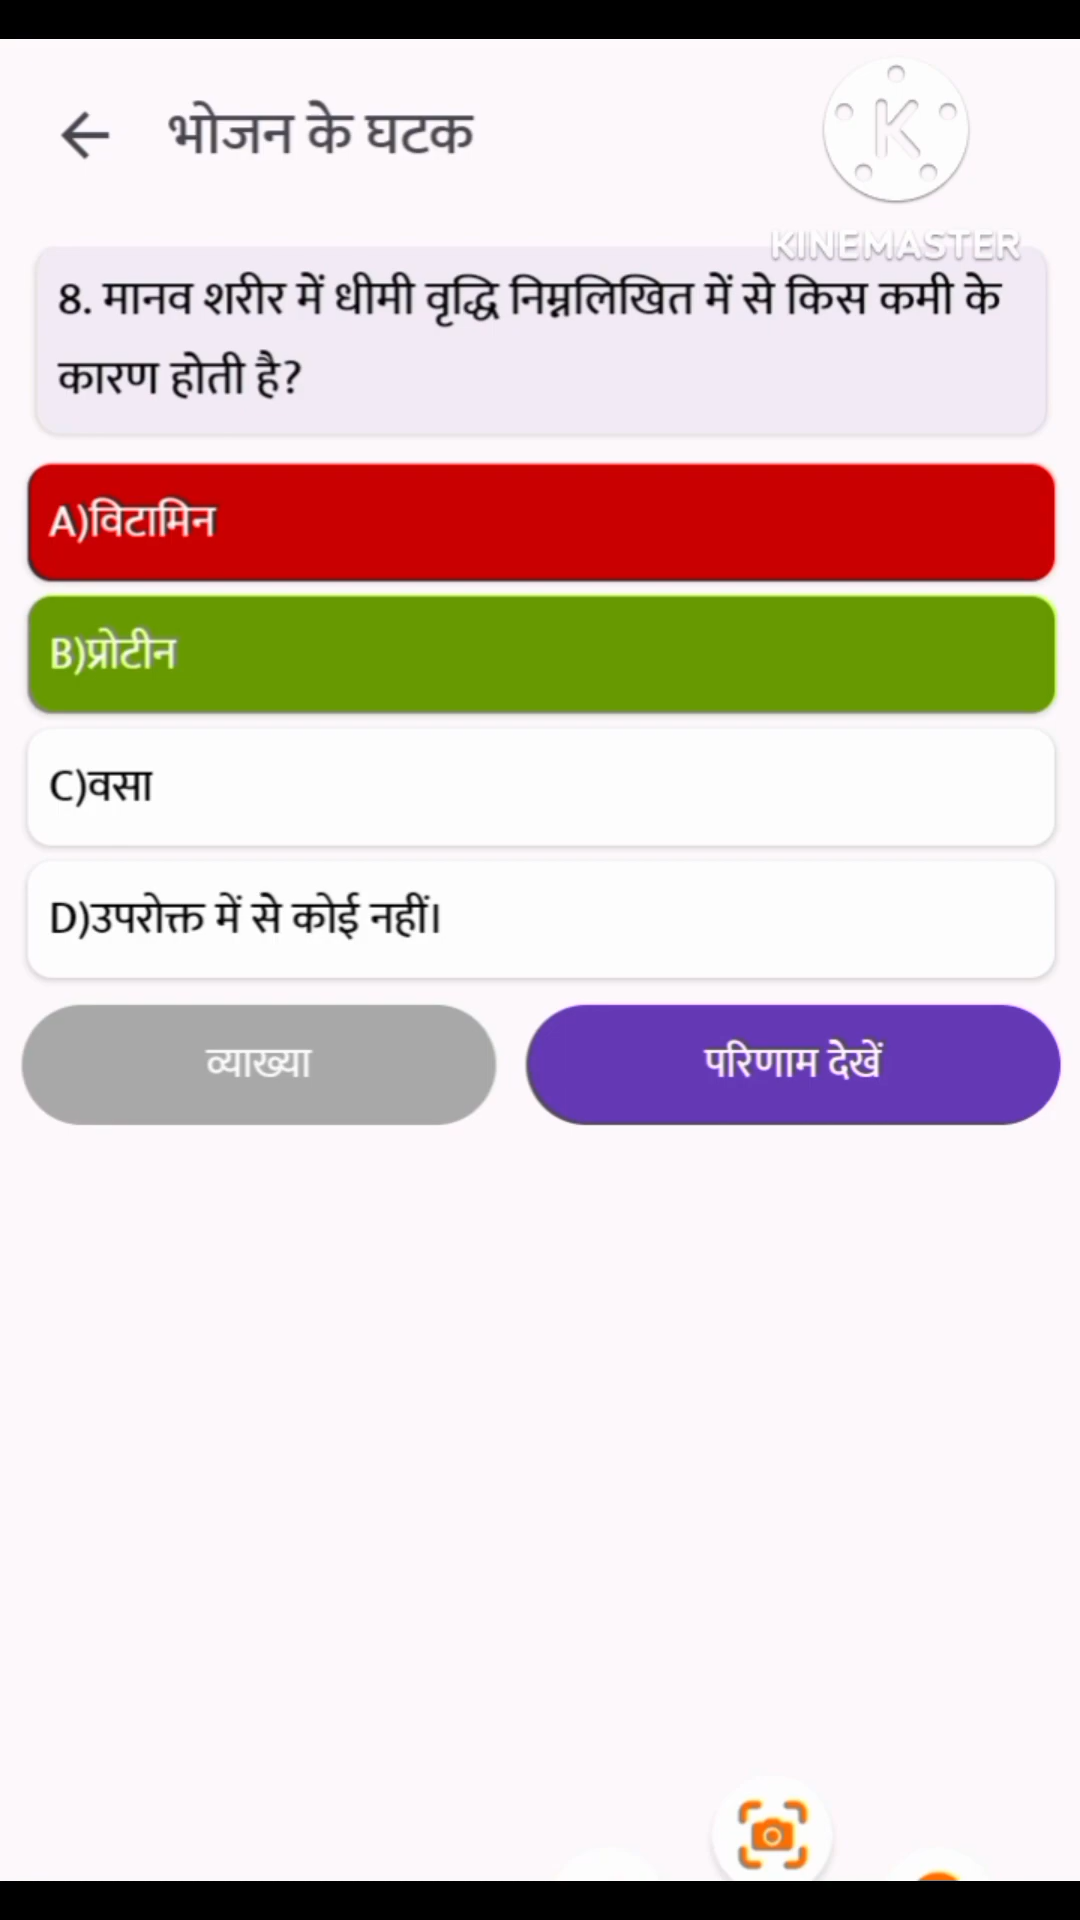 भोजन के घटक
K
KINEMASTER
8. मानव शरीर में धीमी वृद्धि निम्नलिखित में से किस कमी के
कारण होती है?
A)विटामिन
B)प्रोटीन
C)वसा
D)उपरोक्त में से कोई नहीं।
व्याख्या
परिणाम देखें